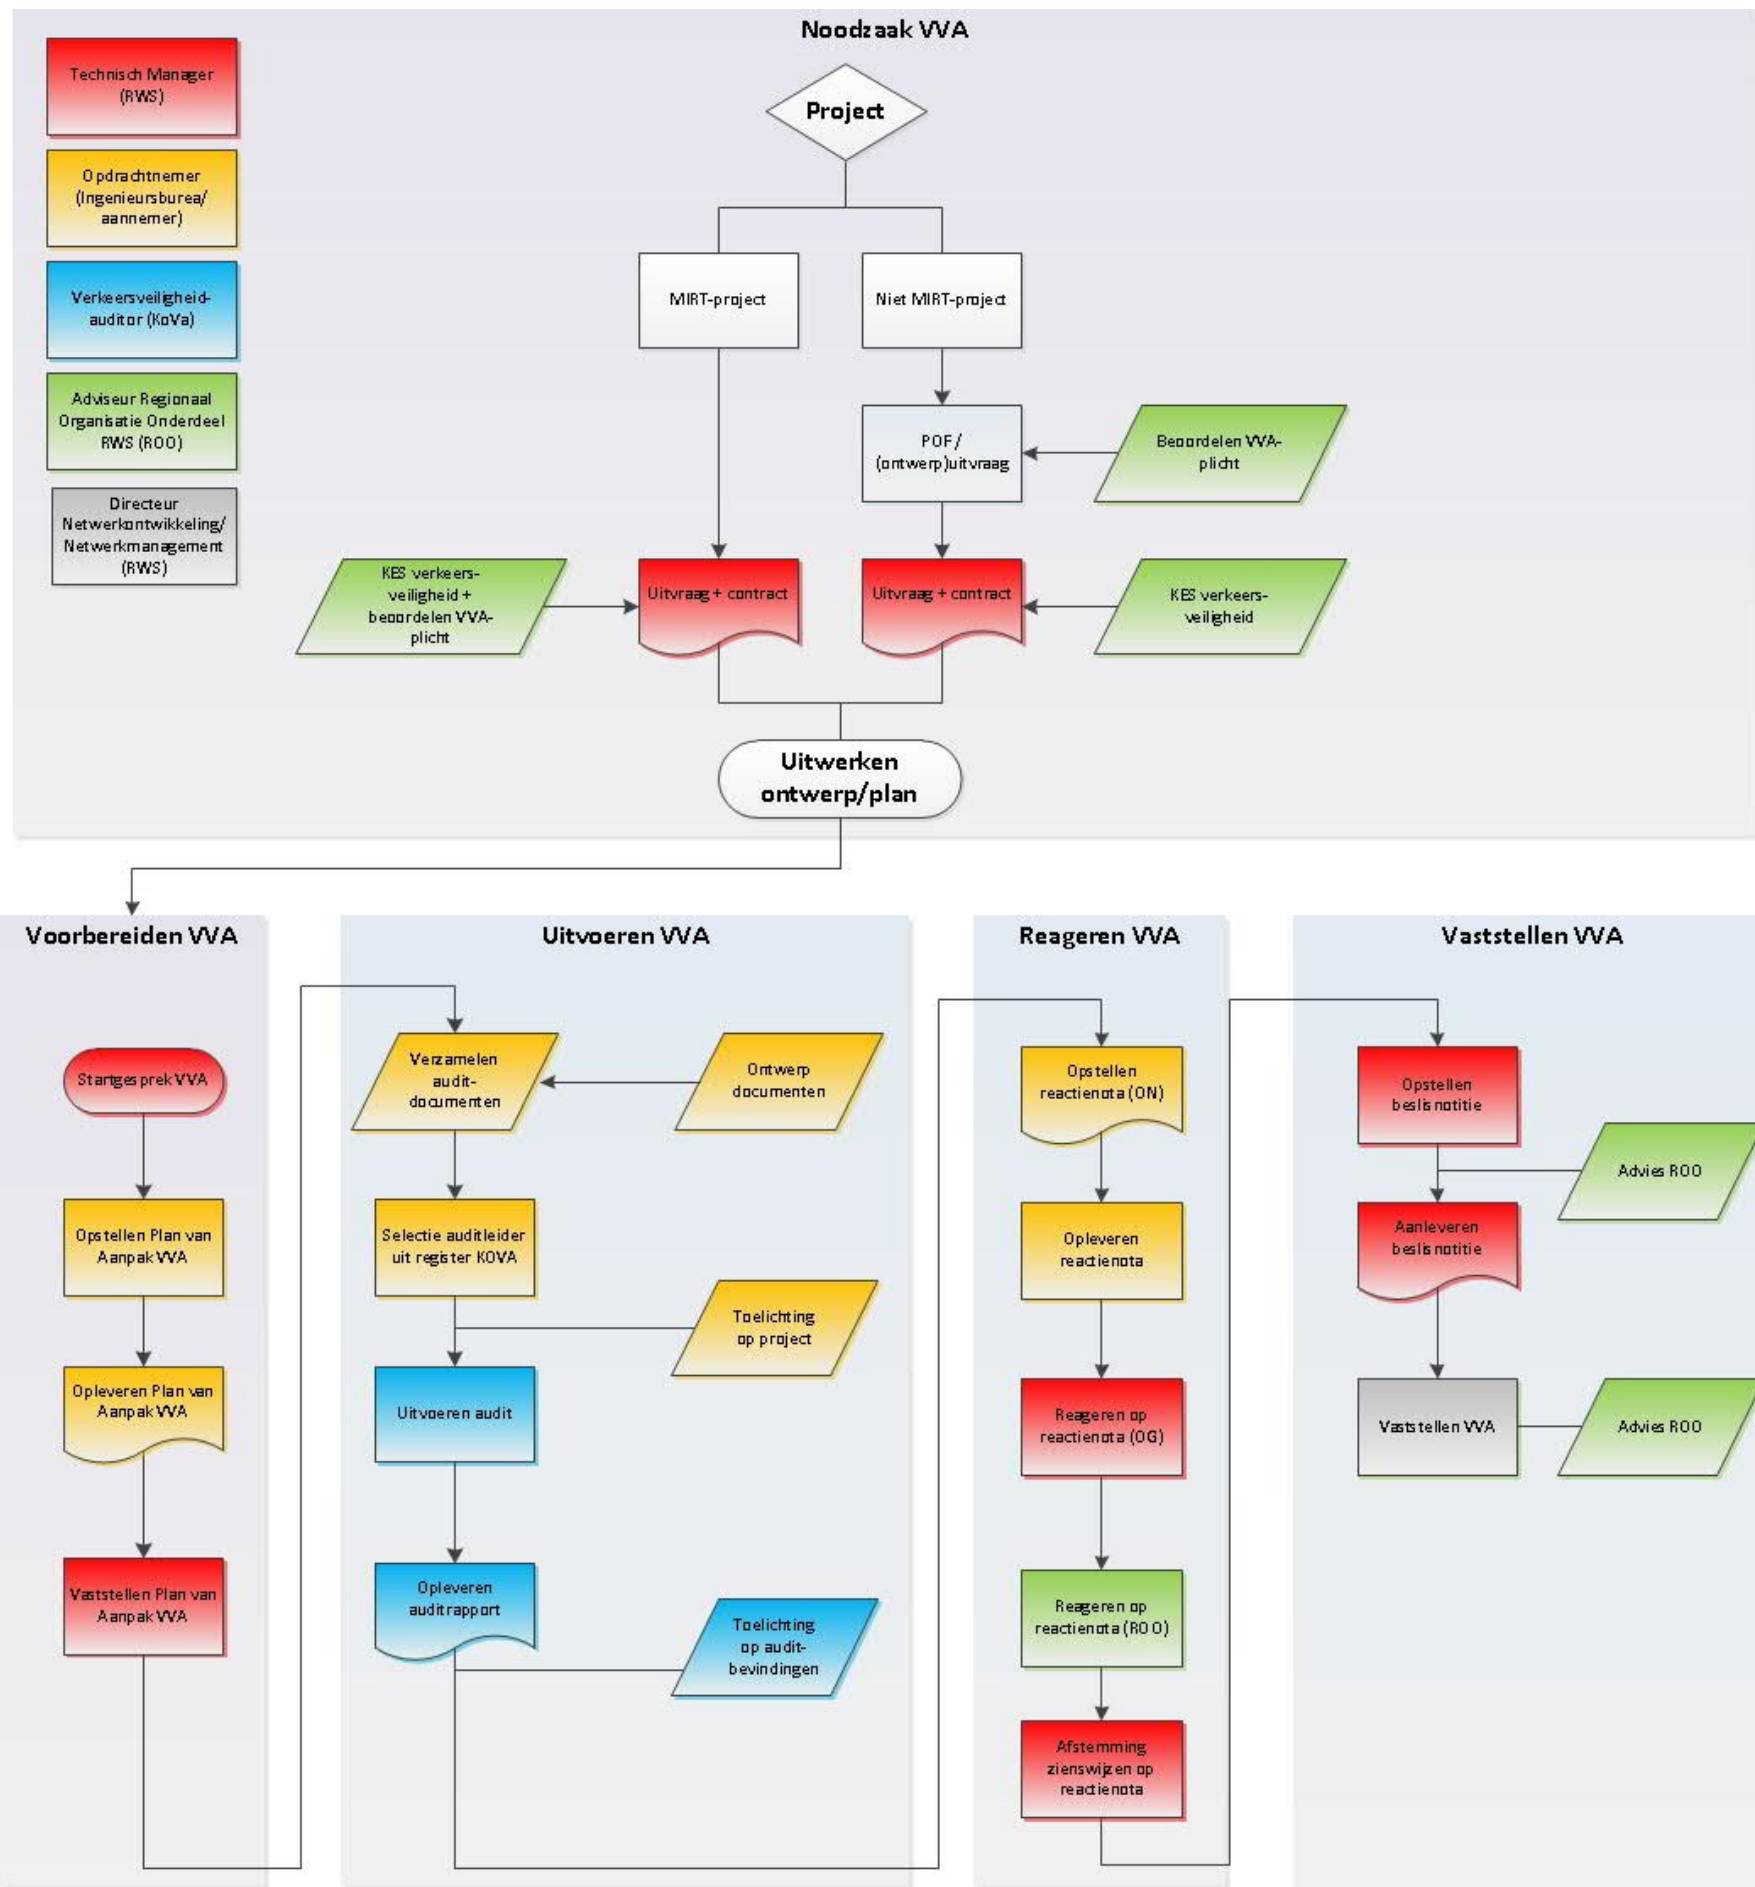 Noodzaak VVA
Technisch Manager
(RWS)
Opdrachtnemer
(Ingenieursburea/
aannemer)
Verkeersveiligheid-
auditor (KoVa)
Adviseur Regionaal
Organisatie Onderdeel
RWS (ROO)
Directeur
Netwerkontwikkeling/
Netwerkmanagement
(RWS)
Project
MIRT-project
Niet MIRT-project
POF /
(ontwerp)uitvraag
Beoordelen VVA-
plicht
KES verkeers-
veiligheid +
beoordelen VVA-
plicht
Uitvraag + contract
Uitvraag + contract
KES verkeers-
veiligheid
Uitwerken
ontwerp/plan
Voorbereiden VVA
Startgesprek VVA
Opstellen Plan van
Aanpak VVA
Opleveren Plan van
Aanpak VVA
Vaststellen Plan van
Aanpak VVA
Uitvoeren VVA
Verzamelen
audit-
documenten
Ontwerp
documenten
Selectie auditleider
uit register KOVA
Toelichting
op project
Uitvoeren audit
Opleveren
auditrapport
Toelichting
op audit-
bevindingen
Reageren VVA
Opstellen
reactienota (ON)
Opleveren
reactienota
Reageren op
reactienota (OG)
Reageren op
reactienota (ROO)
Afstemming
zienswijzen op
reactienota
Vaststellen VVA
Opstellen
beslisnotitie
Advies ROO
Aanleveren
beslisnotitie
Vaststellen VVA
Advies ROO